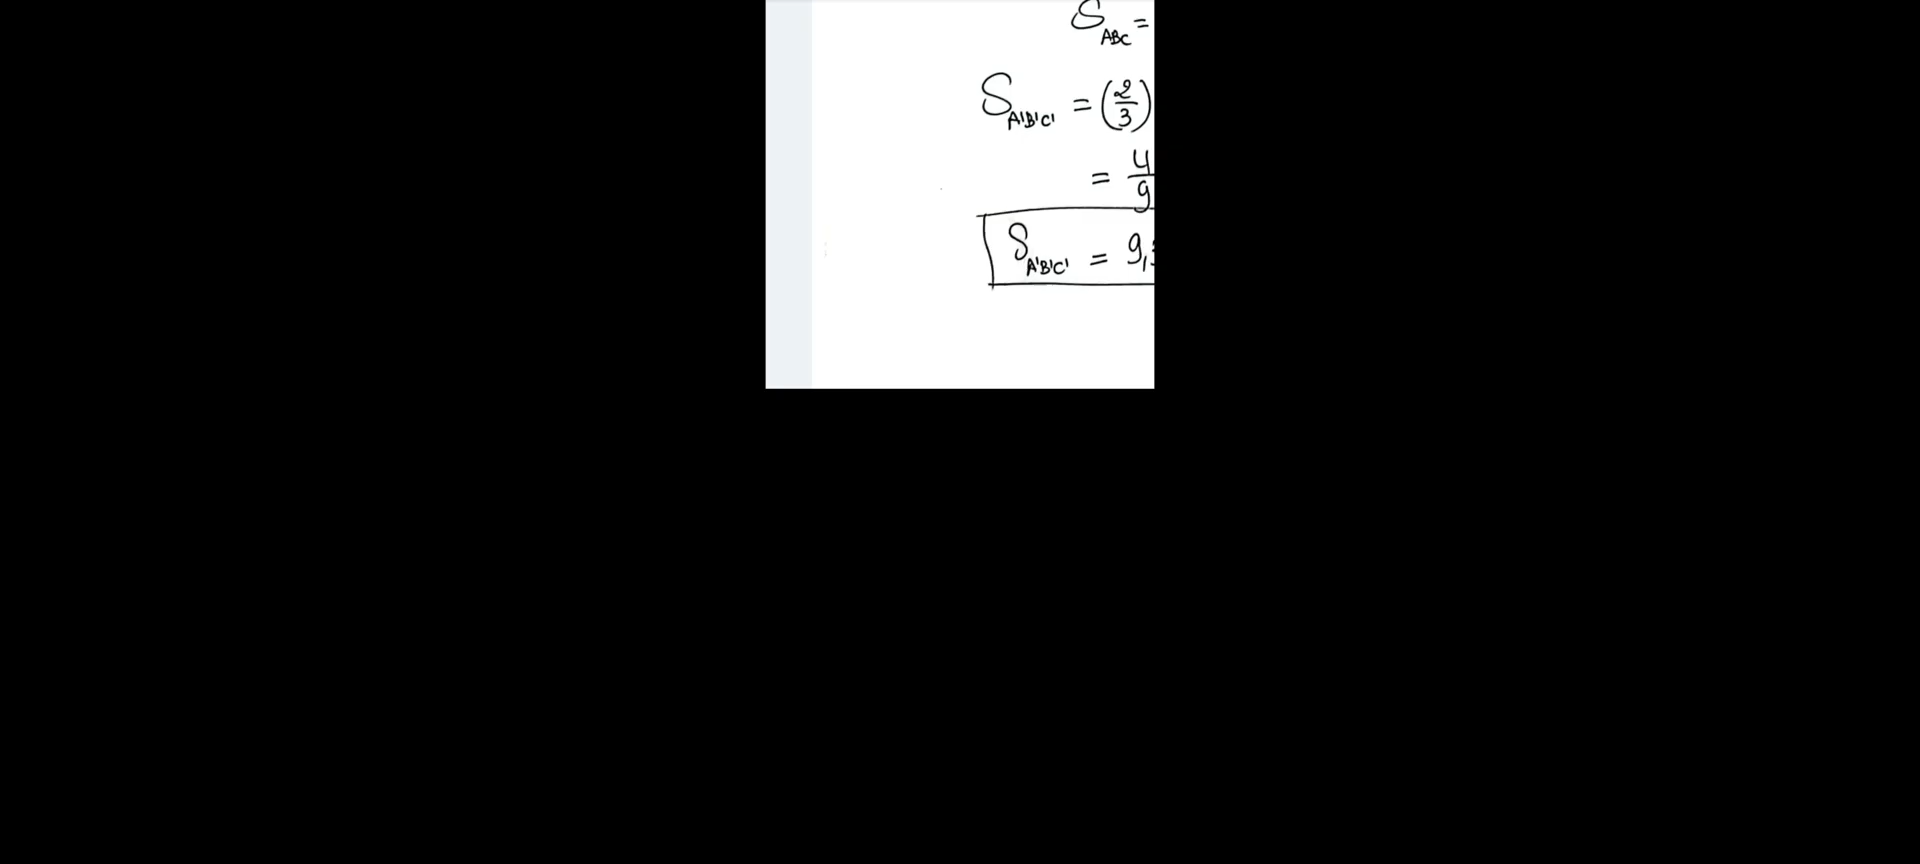 S_ABC =
S_A'B'C' = (2/3)
= 4/9
S_A'B'C' = 9,